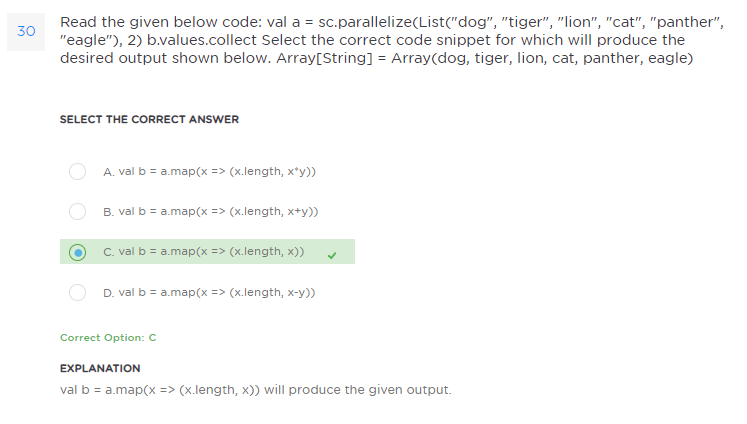 30
Read the given below code: val a = sc.parallelize(List("dog", "tiger", "lion", "cat", "panther",
"eagle"), 2) b.values.collect Select the correct code snippet for which will produce the
desired output shown below. Array[String] = Array(dog, tiger, lion, cat, panther, eagle)
SELECT THE CORRECT ANSWER
A. val b = a.map(x => (x.length, x*y))
B. val b = a.map(x => (x.length, x+y))
C. val b = a.map(x => (x.length, x))
D. val b = a.map(x => (x.length, x-y))
Correct Option: C
EXPLANATION
val b = a.map(x => (x.length, x)) will produce the given output.